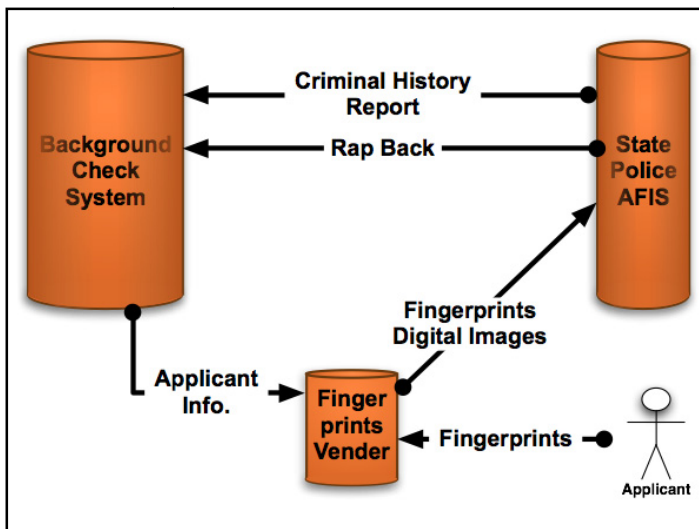 Criminal History
Report
Rap Back
Background
Check
System
State
Police
AFIS
Fingerprints
Digital Images
Applicant
Info.
Finger
prints
Vender
Fingerprints
Applicant